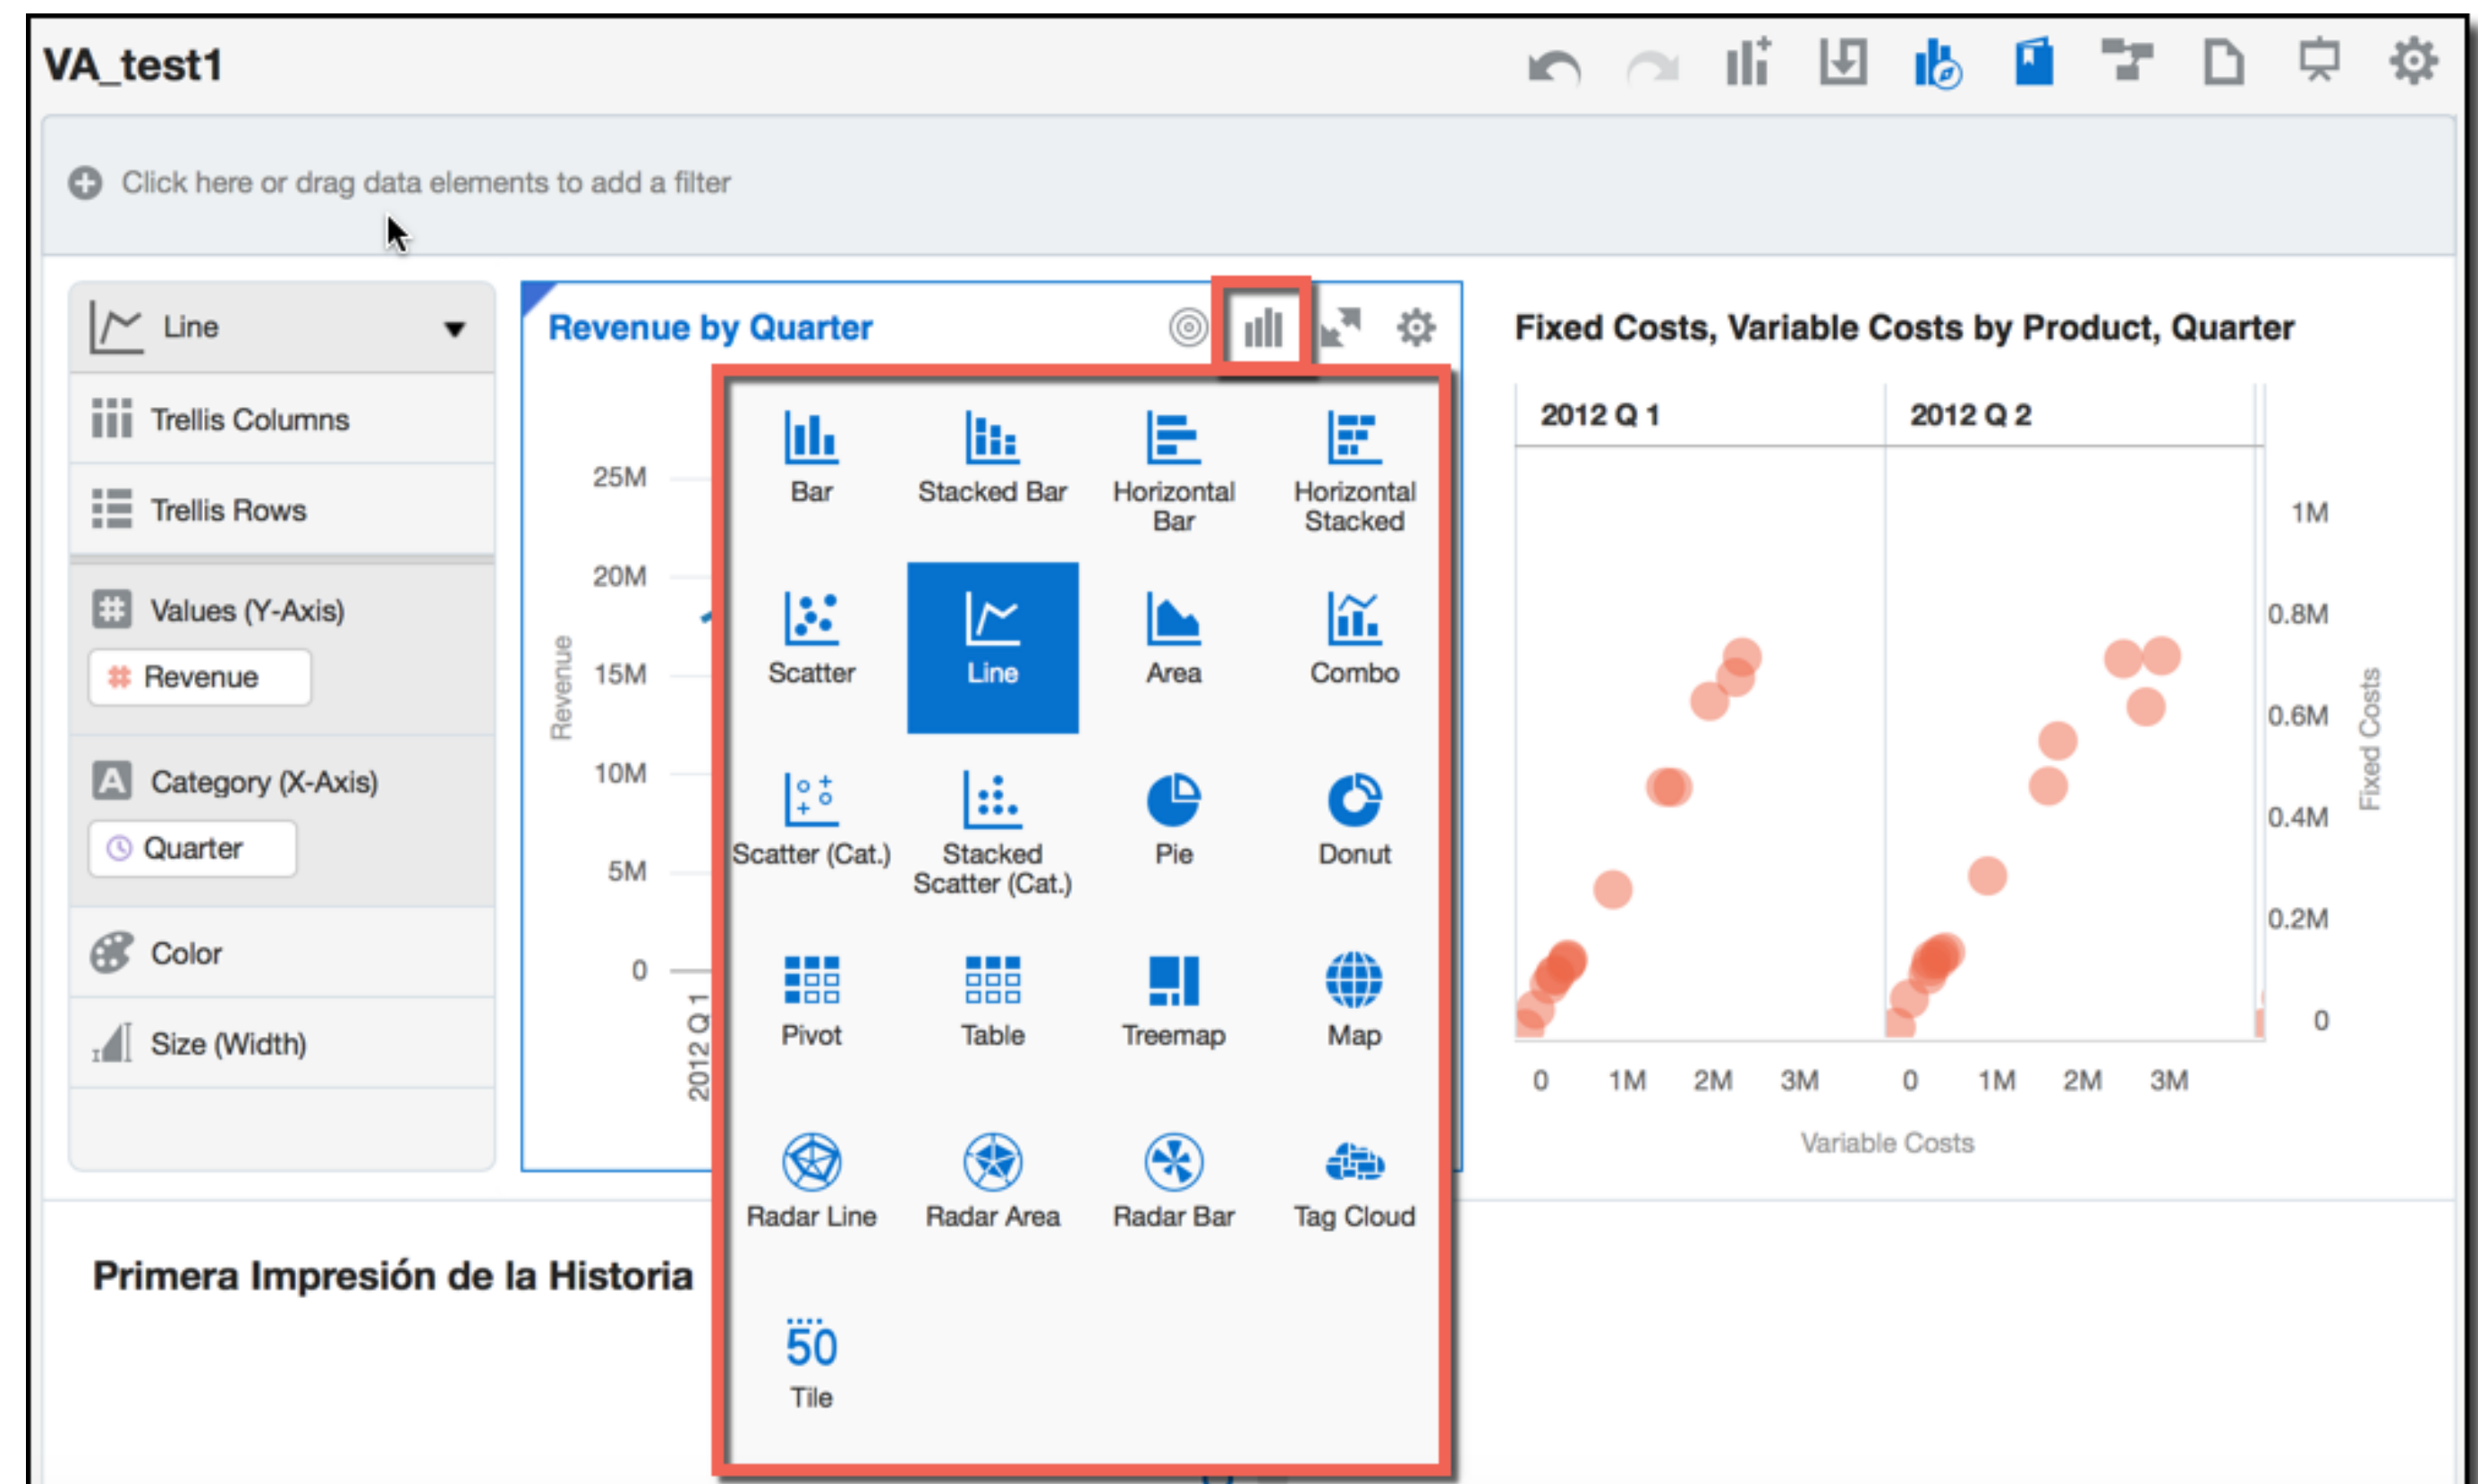 VA_test1
Click here or drag data elements to add a filter
Line
Trellis Columns
Trellis Rows
Values (Y-Axis)
Revenue
Category (X-Axis)
Quarter
Color
Size (Width)
Revenue by Quarter
25M
20M
15M
10M
5M
0
Revenue
2012 Q 1
Bar
Stacked Bar
Horizontal
Bar
Horizontal
Stacked
Scatter
Line
Area
Combo
Scatter (Cat.)
Stacked
Scatter (Cat.)
Pie
Donut
Pivot
Table
Treemap
Map
Radar Line
Radar Area
Radar Bar
Tag Cloud
50
Tile
Fixed Costs, Variable Costs by Product, Quarter
2012 Q 1
2012 Q 2
1M
0.8M
0.6M
0.4M
0.2M
0
Fixed Costs
0 1M 2M 3M 0 1M 2M 3M
Variable Costs
Primera Impresión de la Historia